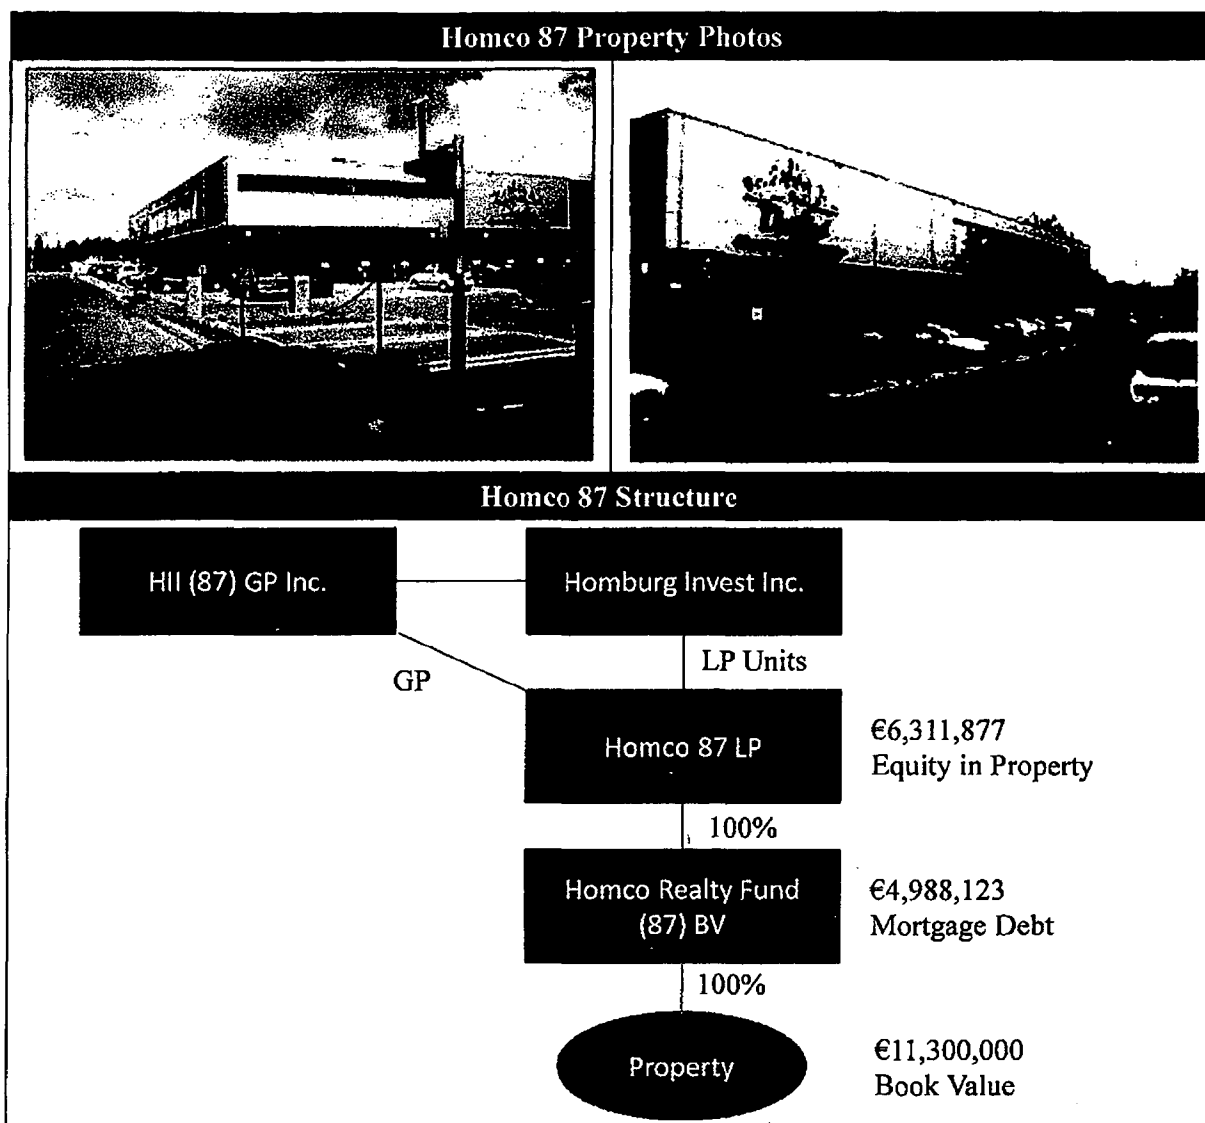 Homco 87 Property Photos
Homco 87 Structure
HII (87) GP Inc.
Homburg Invest Inc.
GP
LP Units
Homco 87 LP
€6,311,877
Equity in Property
100%
Homco Realty Fund
(87) BV
€4,988,123
Mortgage Debt
100%
Property
€11,300,000
Book Value